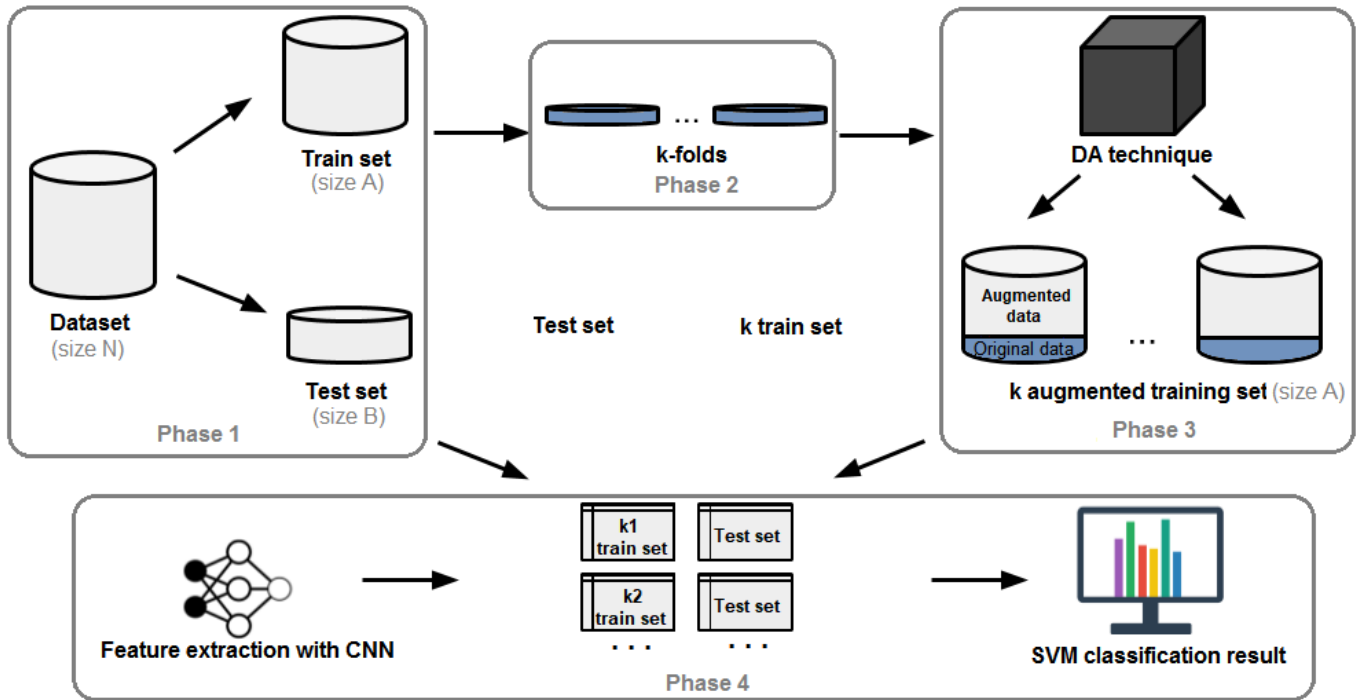 Dataset
(size N)
Train set
(size A)
Test set
(size B)
Phase 1
...
k-folds
Phase 2
DA technique
Augmented
data
Original data
...
k augmented training set (size A)
Phase 3
Test set
k train set
Feature extraction with CNN
k1
train set
Test set
k2
train set
Test set
. . .
. . .
SVM classification result
Phase 4